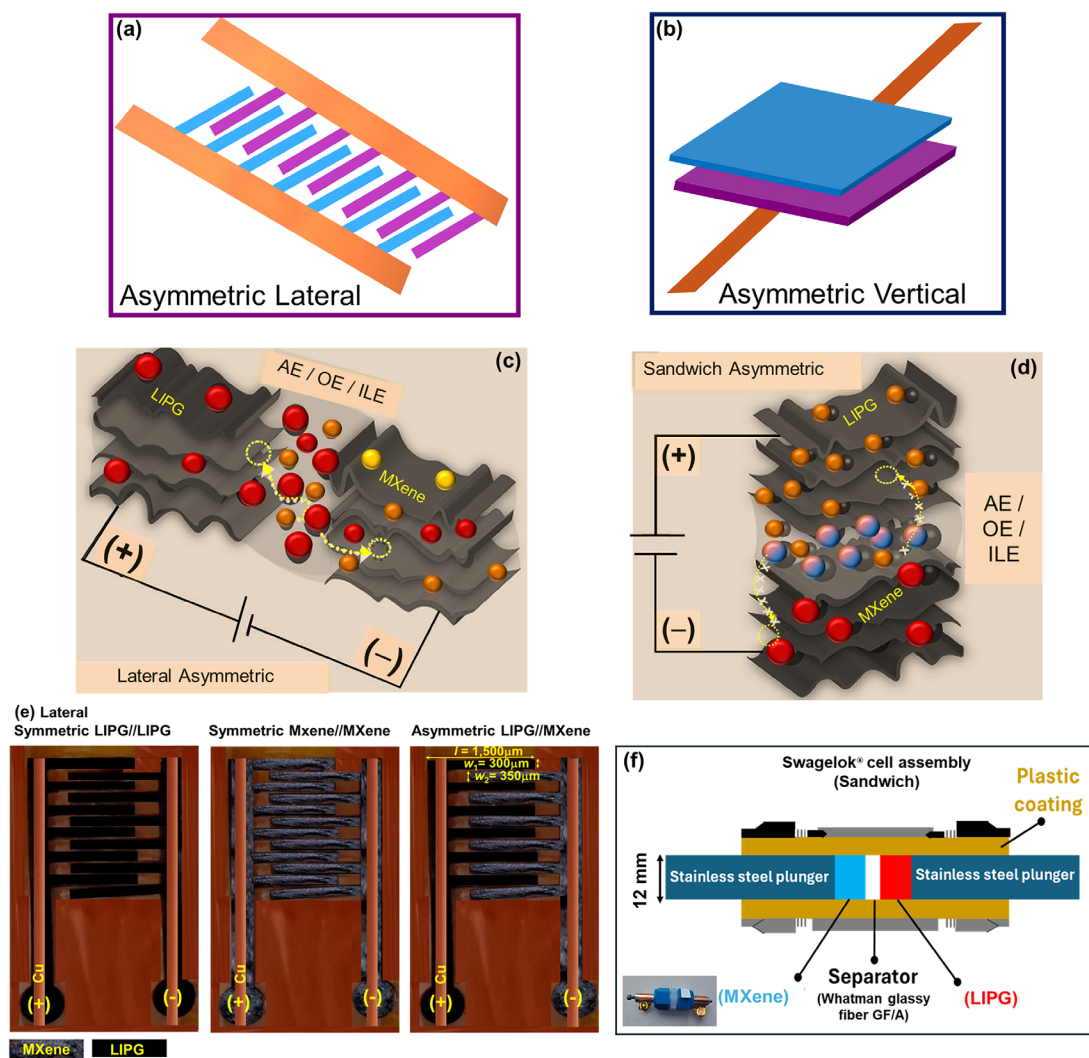 (a)
Asymmetric Lateral
(b)
Asymmetric Vertical
(c)
AE / OE / ILE
LIPG
MXene
(+)
(−)
Lateral Asymmetric
(d)
Sandwich Asymmetric
LIPG
(+)
AE /
OE /
ILE
MXene
(−)
(e) Lateral
Symmetric LIPG//LIPG
Symmetric Mxene//MXene
Asymmetric LIPG//MXene
l = 1,500μm
w1= 300μm
w2= 350μm
Cu
(+)
(-)
Cu
(+)
(-)
Cu
(+)
(-)
MXene
LIPG
(f)
Swagelok® cell assembly
(Sandwich)
Plastic
coating
12 mm
Stainless steel plunger
Stainless steel plunger
Separator
(Whatman glassy
fiber GF/A)
(MXene)
(LIPG)